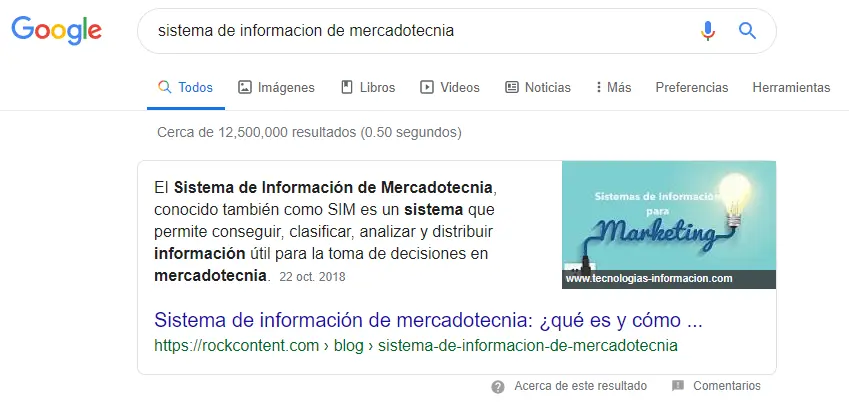 Google
sistema de informacion de mercadotecnia
Todos Imágenes Libros Videos Noticias Más Preferencias Herramientas
Cerca de 12,500,000 resultados (0.50 segundos)
El Sistema de Información de Mercadotecnia,
conocido también como SIM es un sistema que
permite conseguir, clasificar, analizar y distribuir
información útil para la toma de decisiones en
mercadotecnia. 22 oct. 2018
Sistemas de Información
para
Marketing
www.tecnologias-informacion.com
Sistema de información de mercadotecnia: ¿qué es y cómo ...
https://rockcontent.com › blog › sistema-de-informacion-de-mercadotecnia
Acerca de este resultado Comentarios